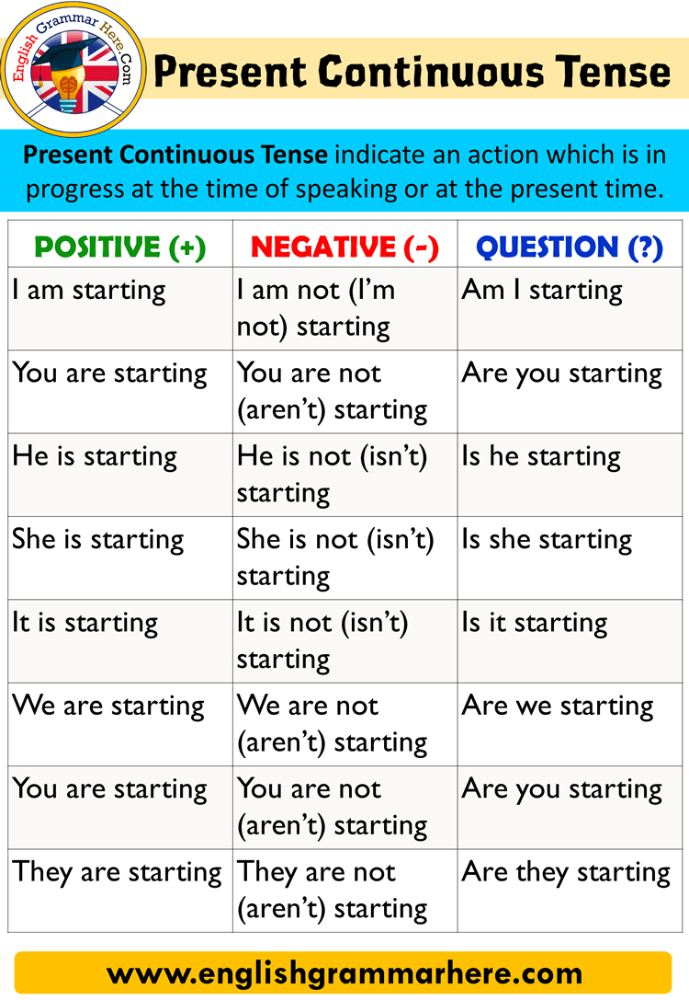 English Grammar Here.Com
Present Continuous Tense
Present Continuous Tense indicate an action which is in
progress at the time of speaking or at the present time.
POSITIVE (+) NEGATIVE (-) QUESTION (?)
I am starting I am not (I’m Am I starting
not) starting
You are starting You are not Are you starting
(aren’t) starting
He is starting He is not (isn’t) Is he starting
starting
She is starting She is not (isn’t) Is she starting
starting
It is starting It is not (isn’t) Is it starting
starting
We are starting We are not Are we starting
(aren’t) starting
You are starting You are not Are you starting
(aren’t) starting
They are starting They are not Are they starting
(aren’t) starting
www.englishgrammarhere.com